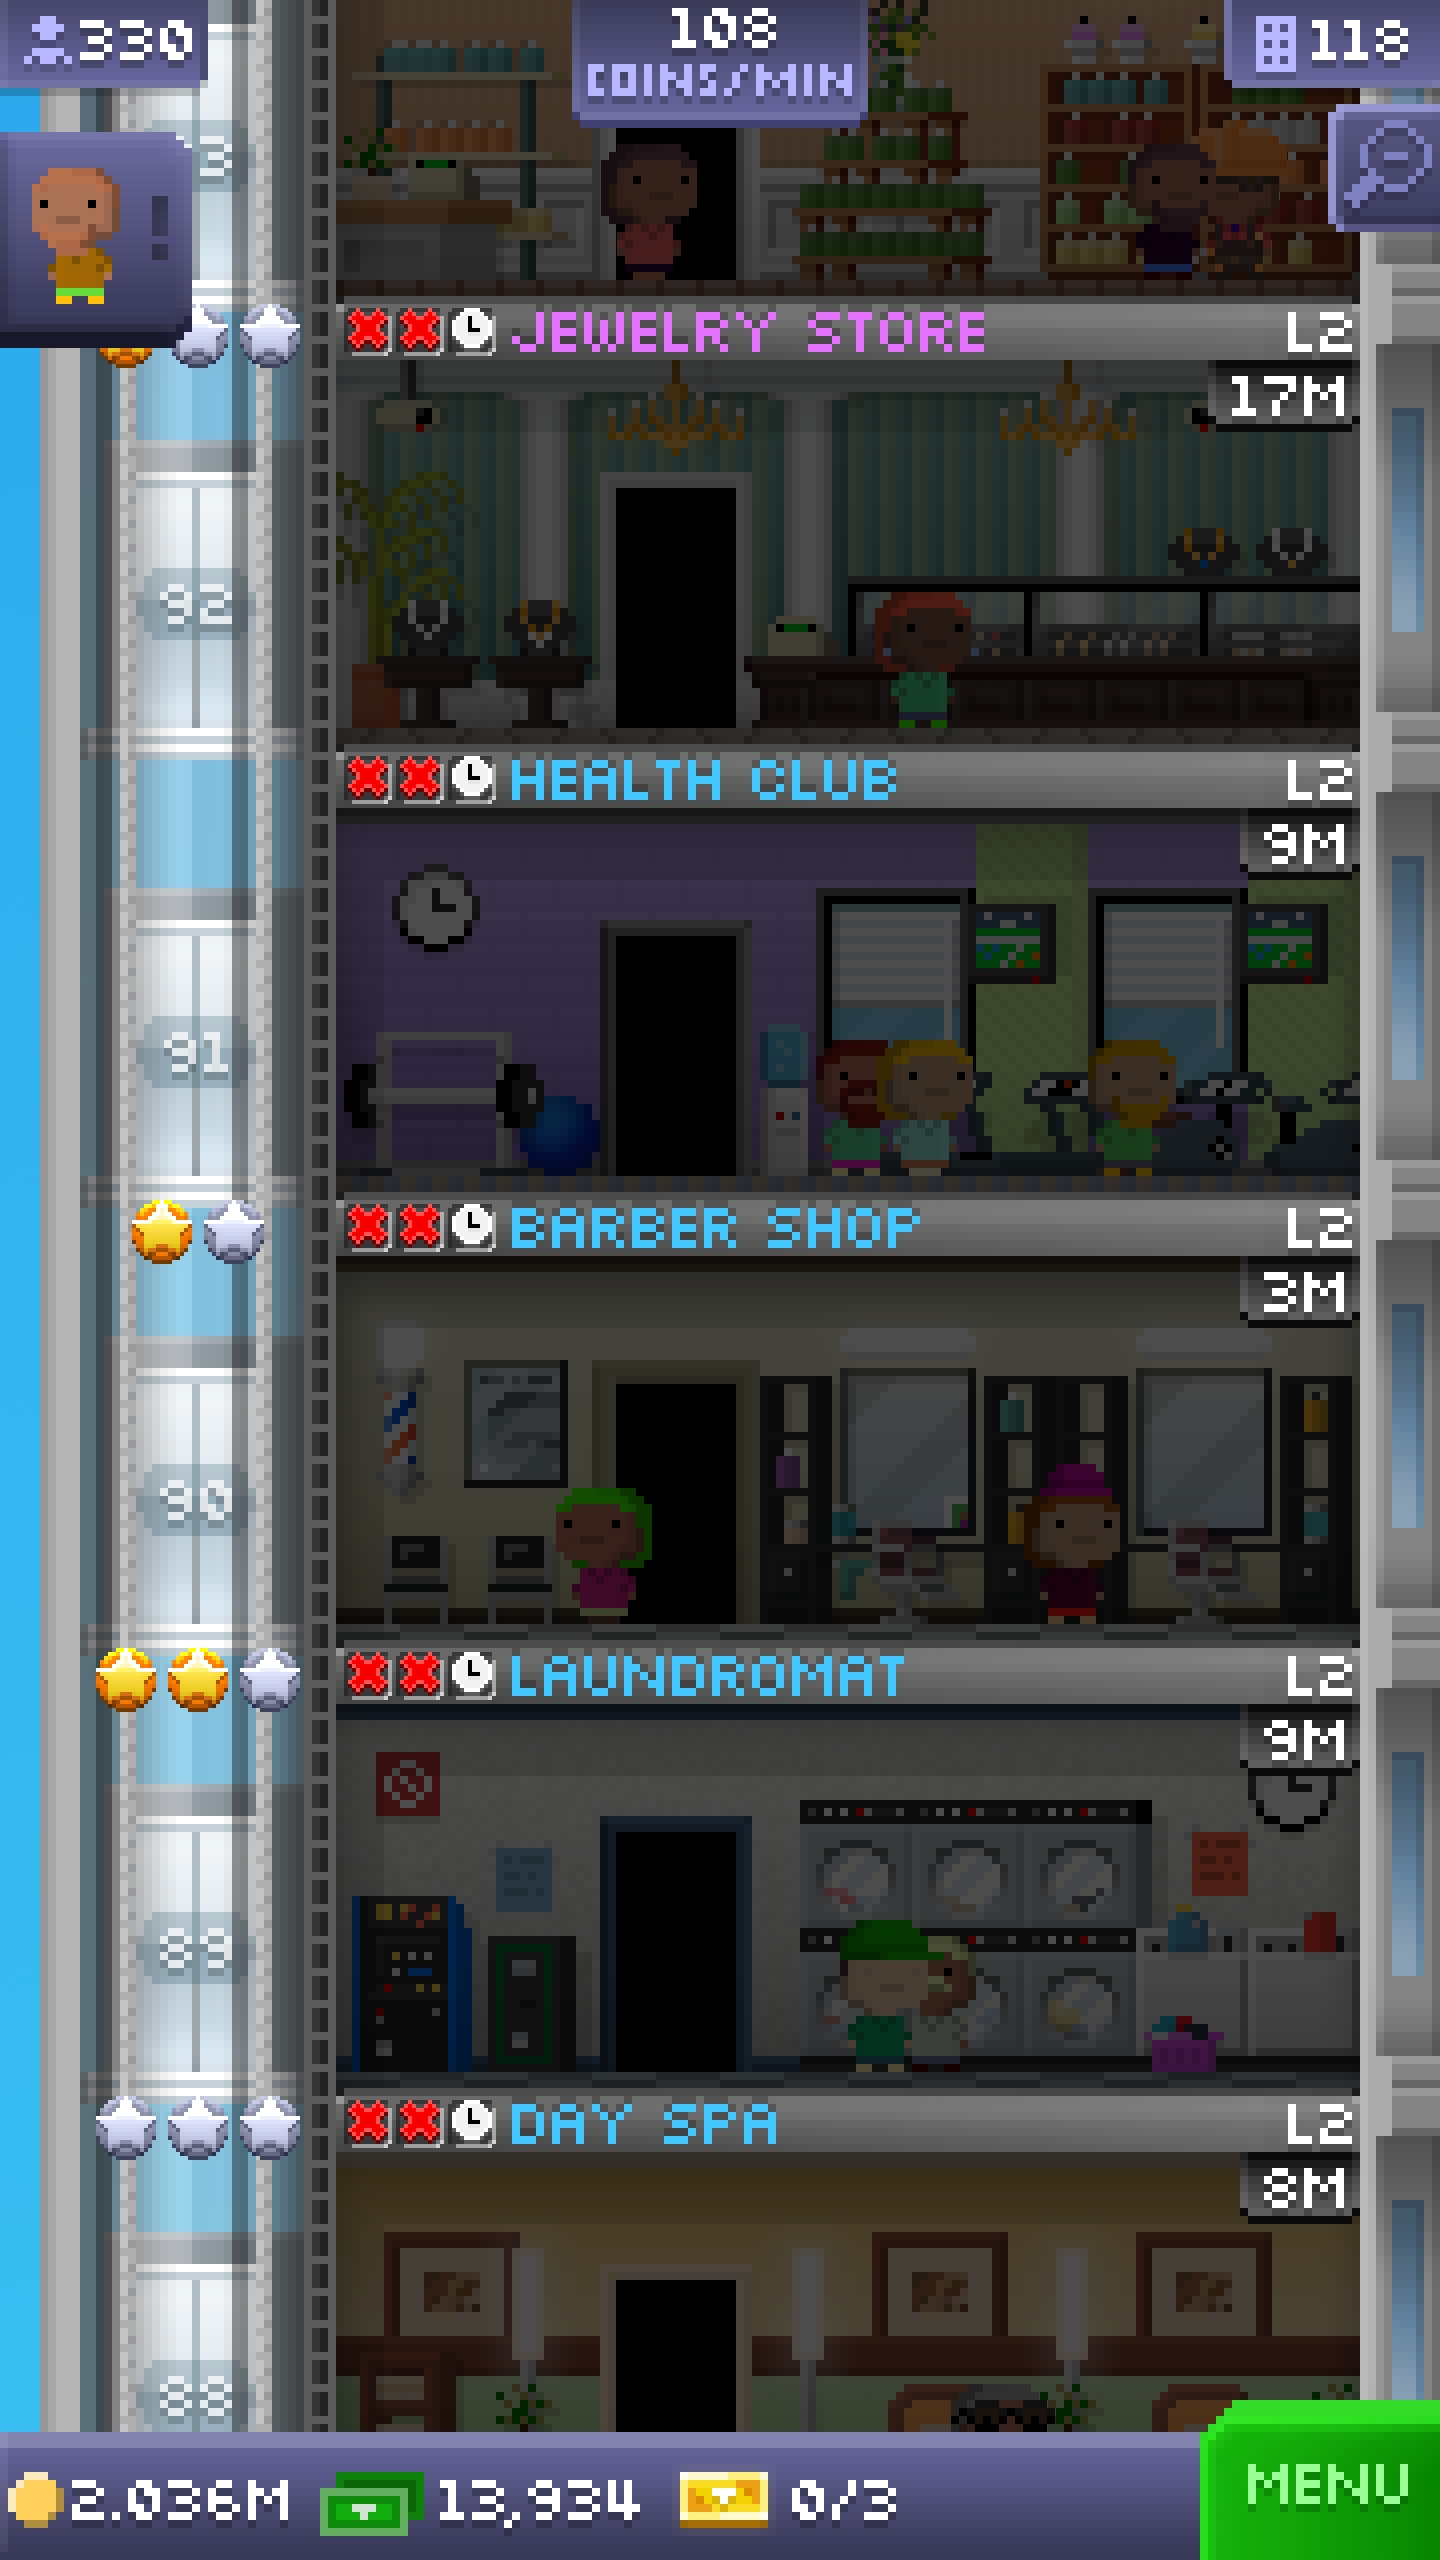 330
108
COINS/MIN
118
93
JEWELRY STORE L2
17M
92
HEALTH CLUB L2
9M
91
BARBER SHOP L2
3M
90
LAUNDROMAT L2
9M
89
DAY SPA L2
8M
88
2.036M 13,934 0/3
MENU